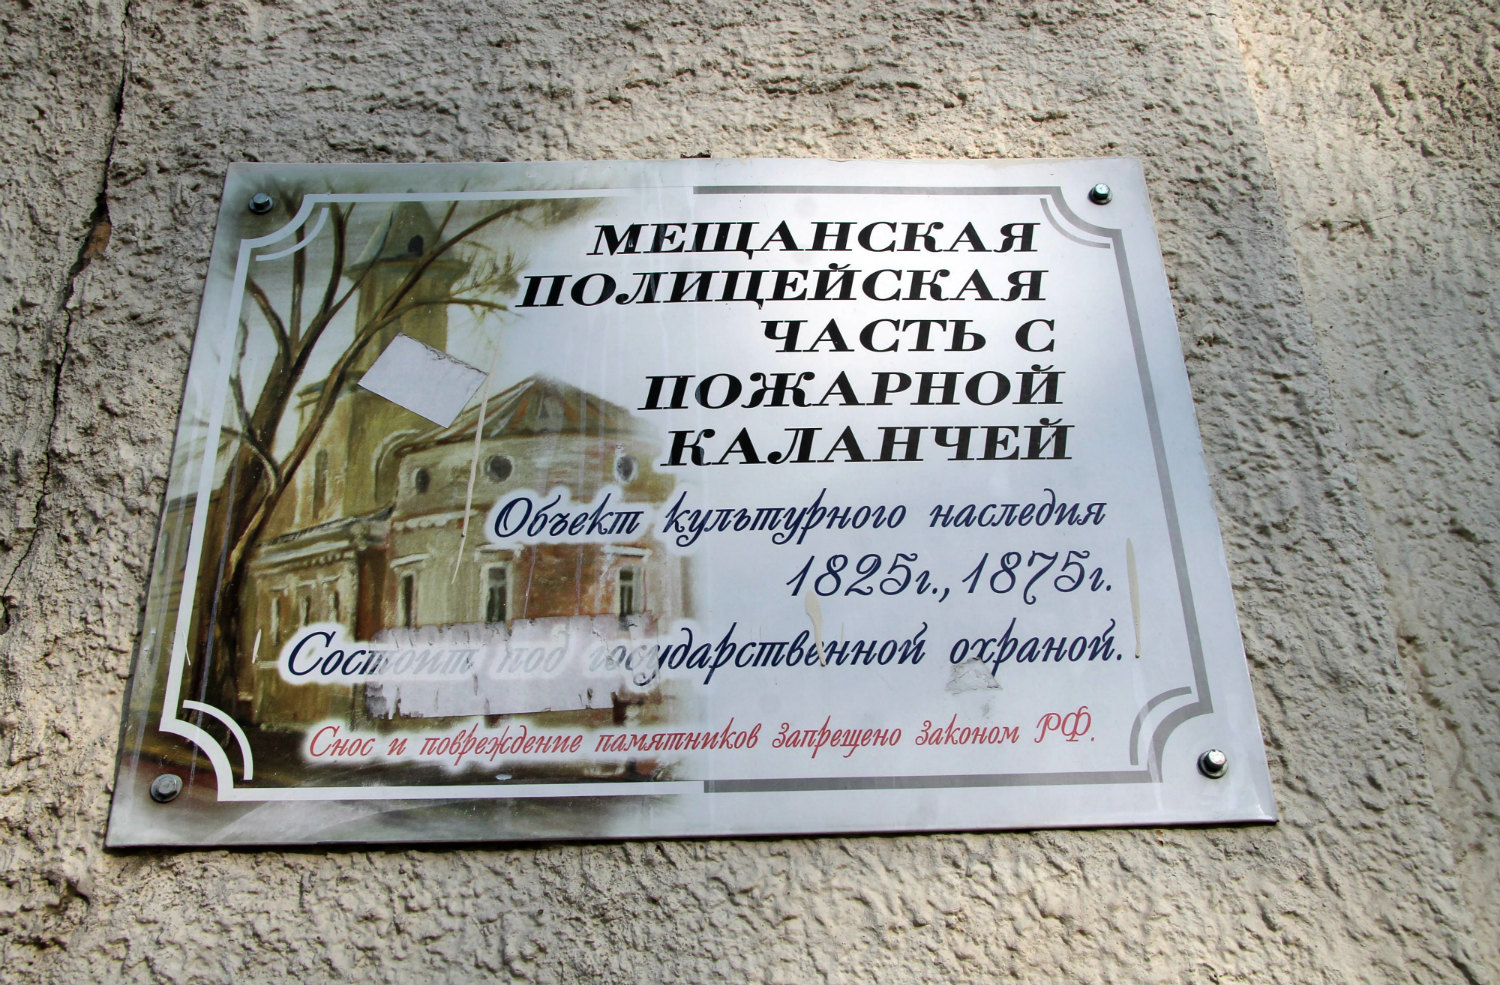 МЕЩАНСКАЯ
ПОЛИЦЕЙСКАЯ
ЧАСТЬ С
ПОЖАРНОЙ
КАЛАНЧЕЙ
Объект культурного наследия
1825г., 1875г.
Состоит под государственной охраной.
Снос и повреждение памятников запрещено законом РФ.